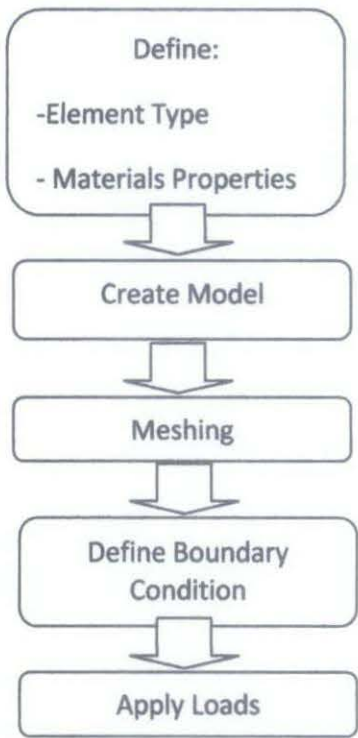 Define:
-Element Type
- Materials Properties
Create Model
Meshing
Define Boundary
Condition
Apply Loads